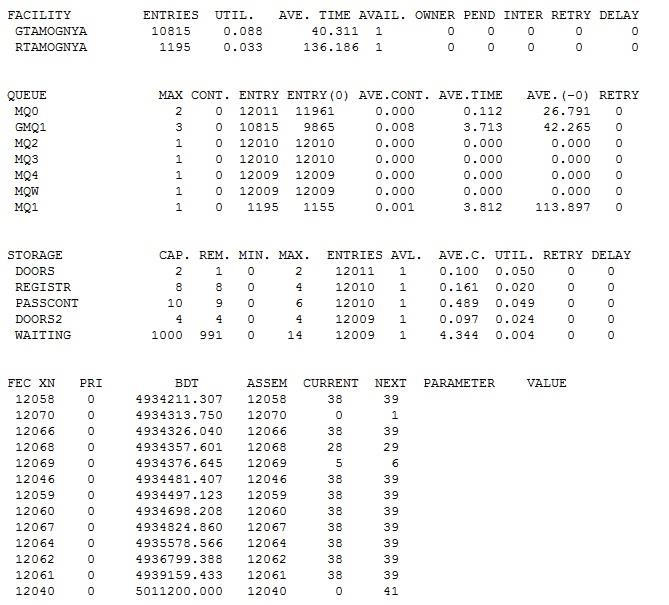 FACILITY ENTRIES UTIL. AVE. TIME AVAIL. OWNER PEND INTER RETRY DELAY
GTAMOGNYA 10815 0.088 40.311 1 0 0 0 0 0
RTAMOGNYA 1195 0.033 136.186 1 0 0 0 0 0
QUEUE MAX CONT. ENTRY ENTRY(0) AVE.CONT. AVE.TIME AVE.(-0) RETRY
MQ0 2 0 12011 11961 0.000 0.112 26.791 0
GMQ1 3 0 10815 9865 0.008 3.713 42.265 0
MQ2 1 0 12010 12010 0.000 0.000 0.000 0
MQ3 1 0 12010 12010 0.000 0.000 0.000 0
MQ4 1 0 12009 12009 0.000 0.000 0.000 0
MQW 1 0 12009 12009 0.000 0.000 0.000 0
MQ1 1 0 1195 1155 0.001 3.812 113.897 0
STORAGE CAP. REM. MIN. MAX. ENTRIES AVL. AVE.C. UTIL. RETRY DELAY
DOORS 2 1 0 2 12011 1 0.100 0.050 0 0
REGISTR 8 8 0 4 12010 1 0.161 0.020 0 0
PASSCONT 10 9 0 6 12010 1 0.489 0.049 0 0
DOORS2 4 4 0 4 12009 1 0.097 0.024 0 0
WAITING 1000 991 0 14 12009 1 4.344 0.004 0 0
FEC XN PRI BDT ASSEM CURRENT NEXT PARAMETER VALUE
12058 0 4934211.307 12058 38 39
12070 0 4934313.750 12070 0 1
12066 0 4934326.040 12066 38 39
12068 0 4934357.601 12068 28 29
12069 0 4934376.645 12069 5 6
12046 0 4934481.407 12046 38 39
12059 0 4934497.123 12059 38 39
12060 0 4934698.208 12060 38 39
12067 0 4934824.860 12067 38 39
12064 0 4935578.566 12064 38 39
12062 0 4936799.388 12062 38 39
12061 0 4939159.433 12061 38 39
12040 0 5011200.000 12040 0 41